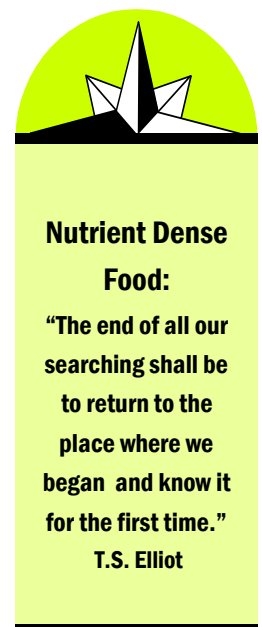 Nutrient Dense
Food:
“The end of all our
searching shall be
to return to the
place where we
began  and know it
for the first time.”
T.S. Elliot